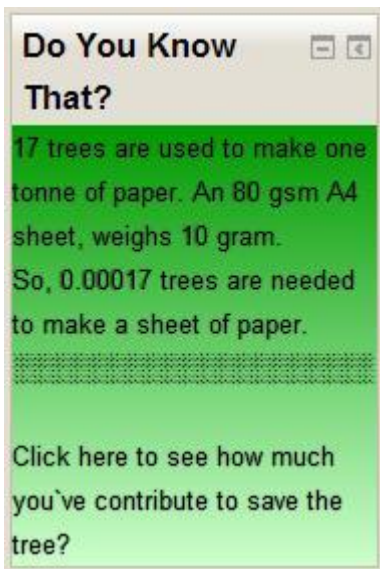 Do You Know
That?
17 trees are used to make one
tonne of paper. An 80 gsm A4
sheet, weighs 10 gram.
So, 0.00017 trees are needed
to make a sheet of paper.
Click here to see how much
you`ve contribute to save the
tree?